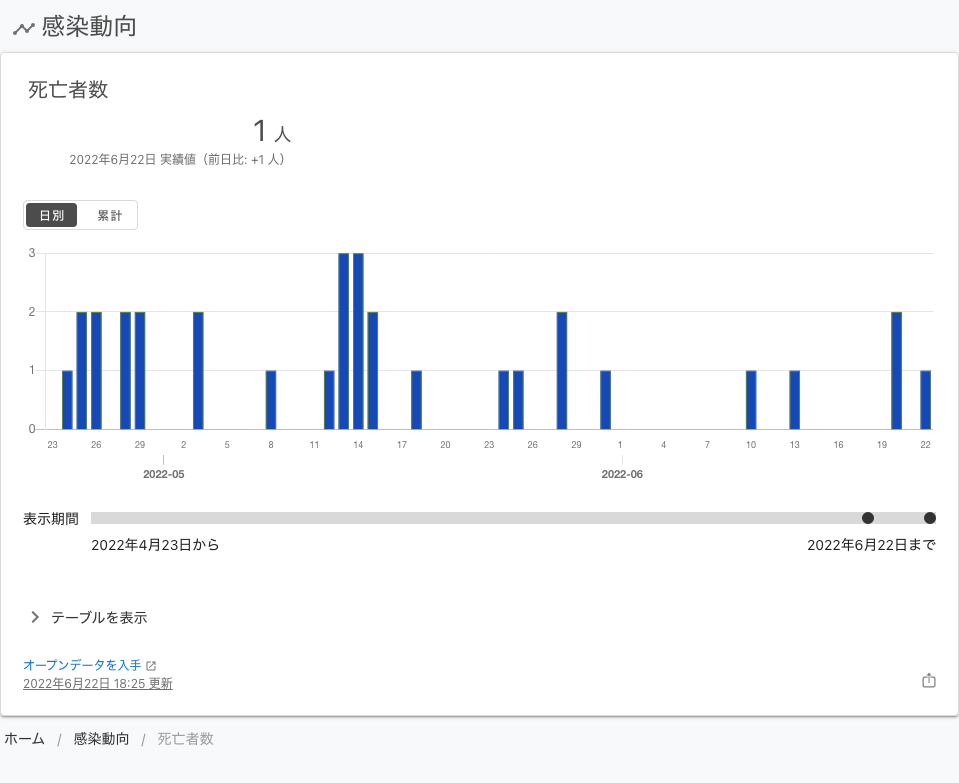 感染動向
死亡者数
1 人
2022年6月22日 実績値（前日比: +1 人）
日別 累計
3
2
1
0
23 26 29 2 5 8 11 14 17 20 23 26 29 1 4 7 10 13 16 19 22
2022-05 2022-06
表示期間
2022年4月23日から 2022年6月22日まで
テーブルを表示
オープンデータを入手
2022年6月22日 18:25 更新
ホーム / 感染動向 / 死亡者数